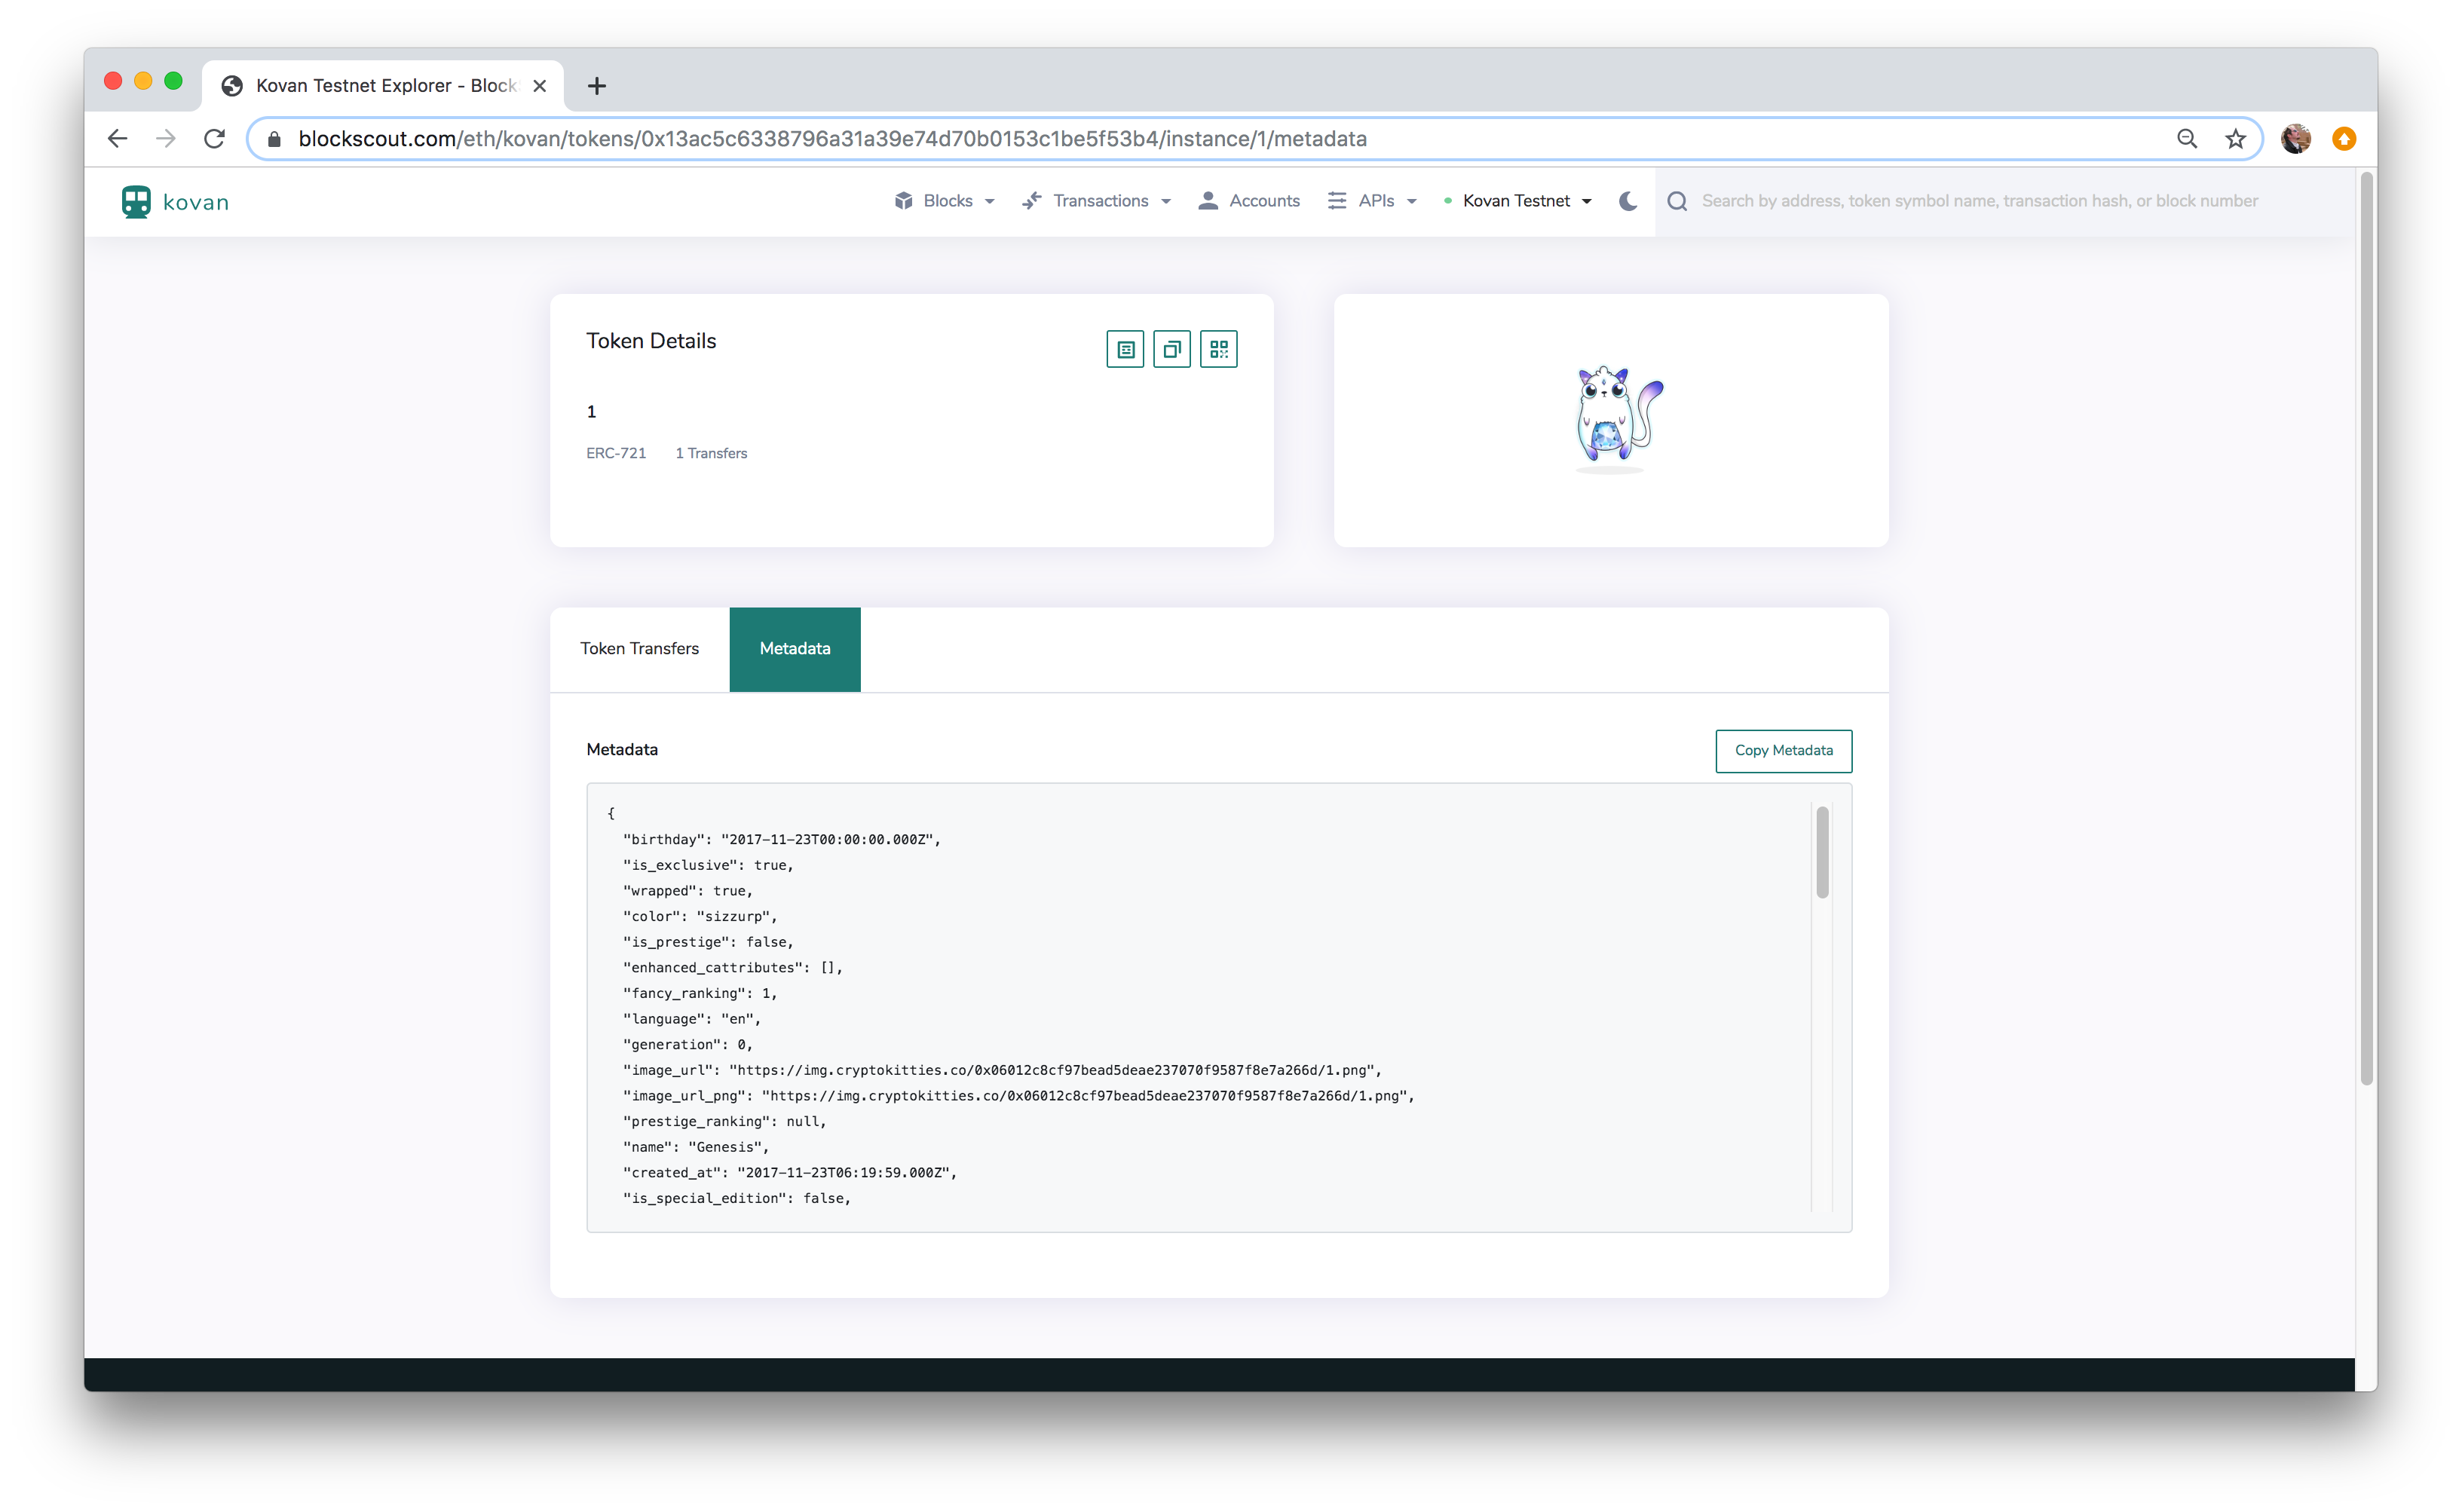 Kovan Testnet Explorer - Block
blockscout.com/eth/kovan/tokens/0x13ac5c6338796a31a39e74d70b0153c1be5f53b4/instance/1/metadata
kovan
Blocks
Transactions
Accounts
APIs
Kovan Testnet
Search by address, token symbol name, transaction hash, or block number
Token Details
1
ERC-721 1 Transfers
Token Transfers
Metadata
Metadata
Copy Metadata
{
"birthday": "2017-11-23T00:00:00.000Z",
"is_exclusive": true,
"wrapped": true,
"color": "sizzurp",
"is_prestige": false,
"enhanced_cattributes": [],
"fancy_ranking": 1,
"language": "en",
"generation": 0,
"image_url": "https://img.cryptokitties.co/0x06012c8cf97bead5deae237070f9587f8e7a266d/1.png",
"image_url_png": "https://img.cryptokitties.co/0x06012c8cf97bead5deae237070f9587f8e7a266d/1.png",
"prestige_ranking": null,
"name": "Genesis",
"created_at": "2017-11-23T06:19:59.000Z",
"is_special_edition": false,